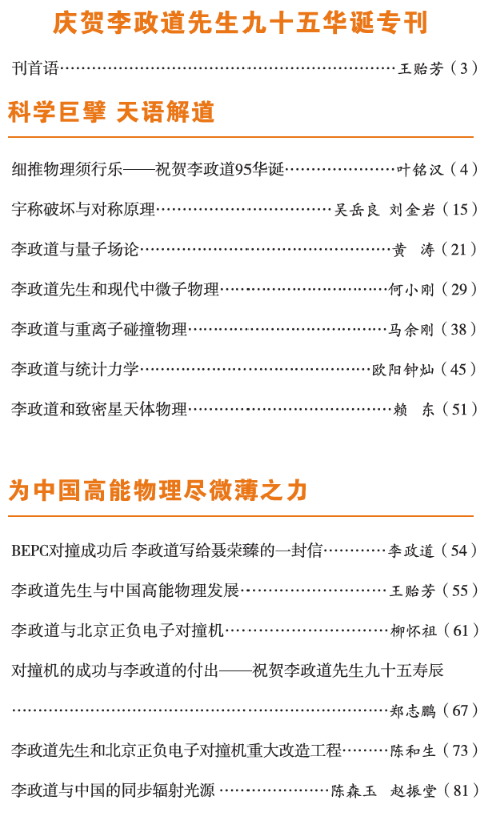 庆贺李政道先生九十五华诞专刊
刊首语……………………………………………………王贻芳（3）
科学巨擘 天语解道
细推物理须行乐——祝贺李政道95华诞…………………叶铭汉（4）
宇称破坏与对称原理……………………………吴岳良 刘金岩（15）
李政道与量子场论………………………………………黄 涛（21）
李政道先生和现代中微子物理…………………………何小刚（29）
李政道与重离子碰撞物理………………………………马余刚（38）
李政道与统计力学……………………………………欧阳钟灿（45）
李政道和致密星天体物理………………………………赖 东（51）
为中国高能物理尽微薄之力
BEPC对撞成功后 李政道写给聂荣臻的一封信…………李政道（54）
李政道先生与中国高能物理发展………………………王贻芳（55）
李政道与北京正负电子对撞机…………………………柳怀祖（61）
对撞机的成功与李政道的付出——祝贺李政道先生九十五寿辰
……………………………………………………………郑志鹏（67）
李政道先生和北京正负电子对撞机重大改造工程………陈和生（73）
李政道与中国的同步辐射光源 …………………陈森玉 赵振堂（81）